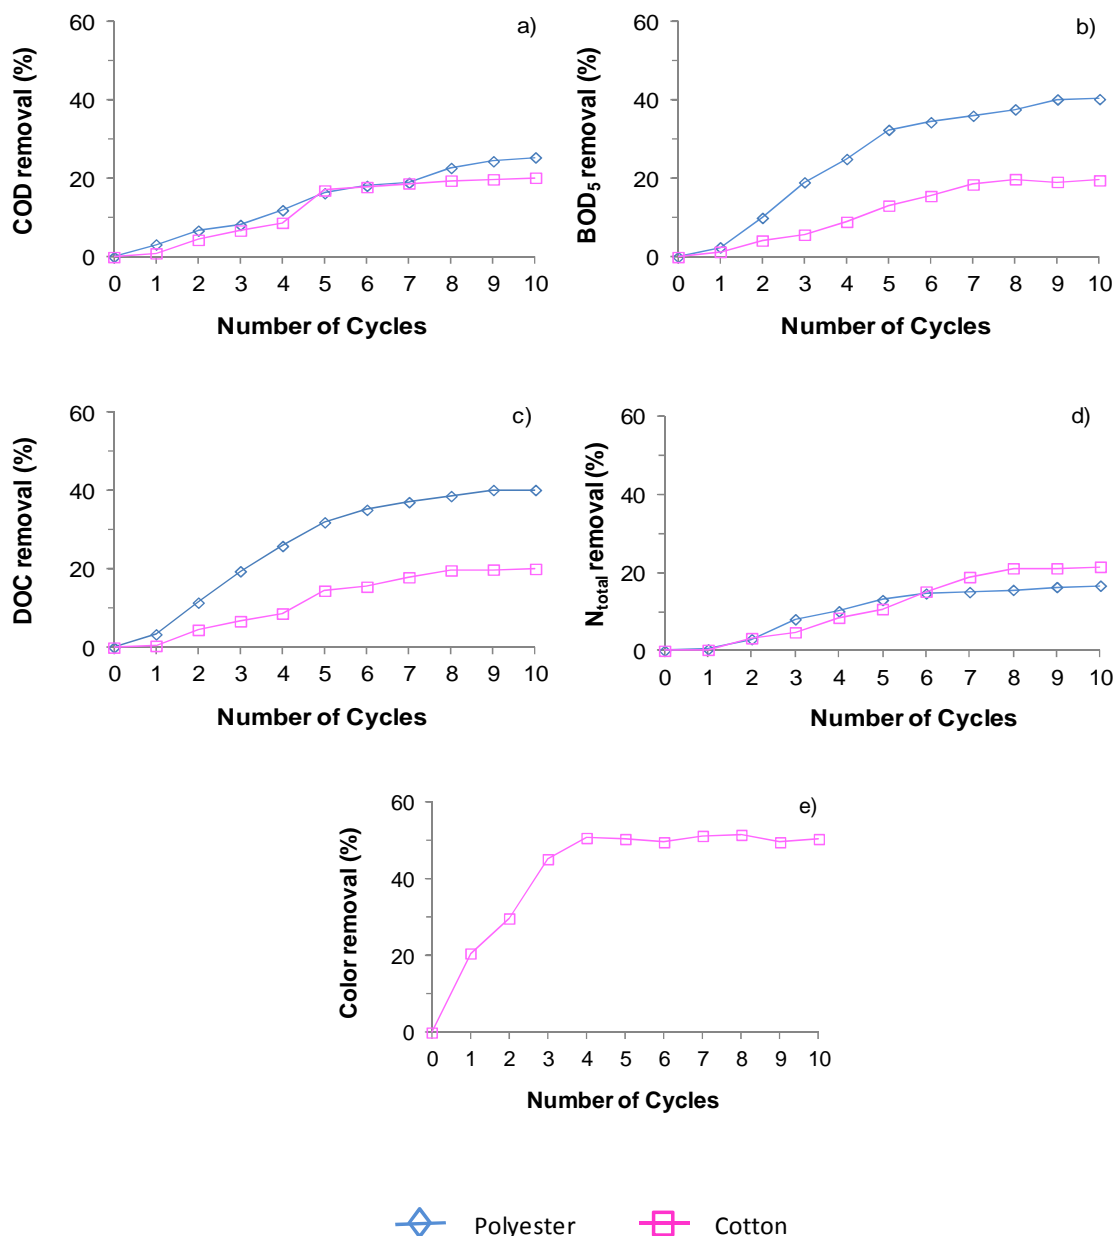 a)
COD removal (%)
60
40
20
0
0 1 2 3 4 5 6 7 8 9 10
Number of Cycles
b)
BOD5 removal (%)
60
40
20
0
0 1 2 3 4 5 6 7 8 9 10
Number of Cycles
c)
DOC removal (%)
60
40
20
0
0 1 2 3 4 5 6 7 8 9 10
Number of Cycles
d)
Ntotal removal (%)
60
40
20
0
0 1 2 3 4 5 6 7 8 9 10
Number of Cycles
e)
Color removal (%)
60
40
20
0
0 1 2 3 4 5 6 7 8 9 10
Number of Cycles
Polyester Cotton